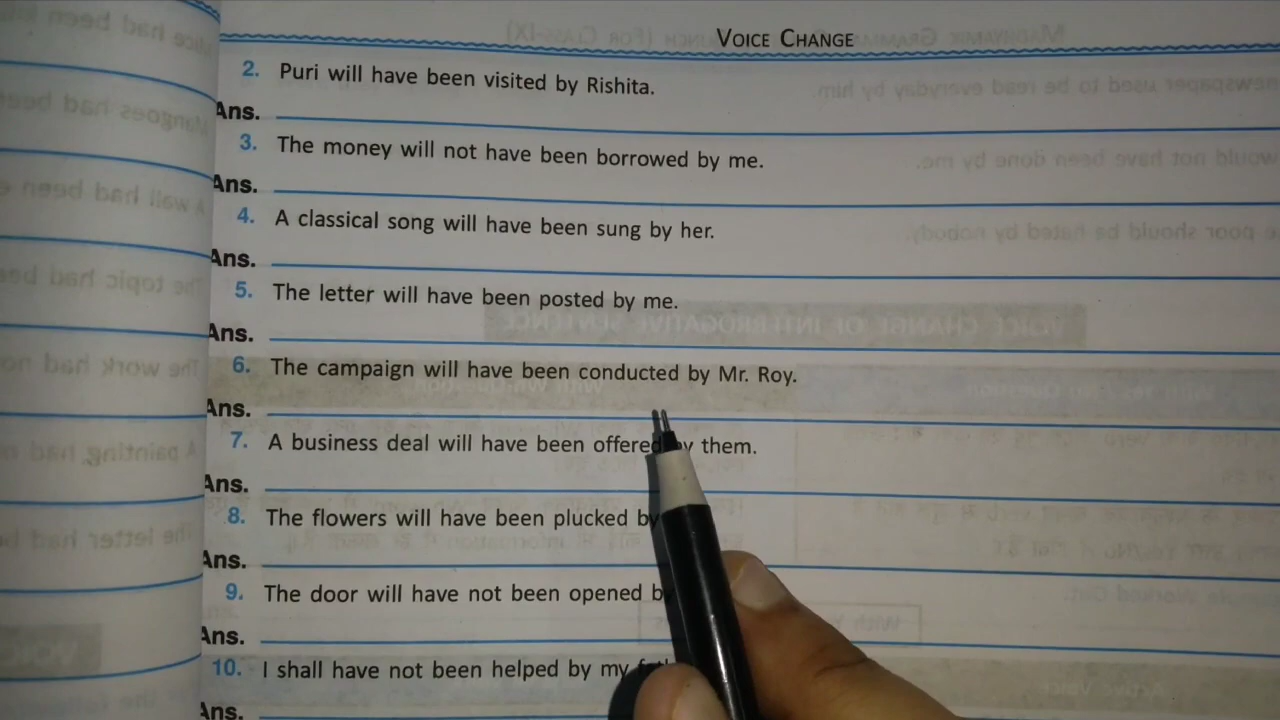 VOICE CHANGE
2. Puri will have been visited by Rishita.
Ans.
3. The money will not have been borrowed by me.
Ans.
4. A classical song will have been sung by her.
Ans.
5. The letter will have been posted by me.
Ans.
6. The campaign will have been conducted by Mr. Roy.
Ans.
7. A business deal will have been offered by them.
Ans.
8. The flowers will have been plucked by
Ans.
9. The door will have not been opened
Ans.
10. I shall have not been helped by my
Ans.